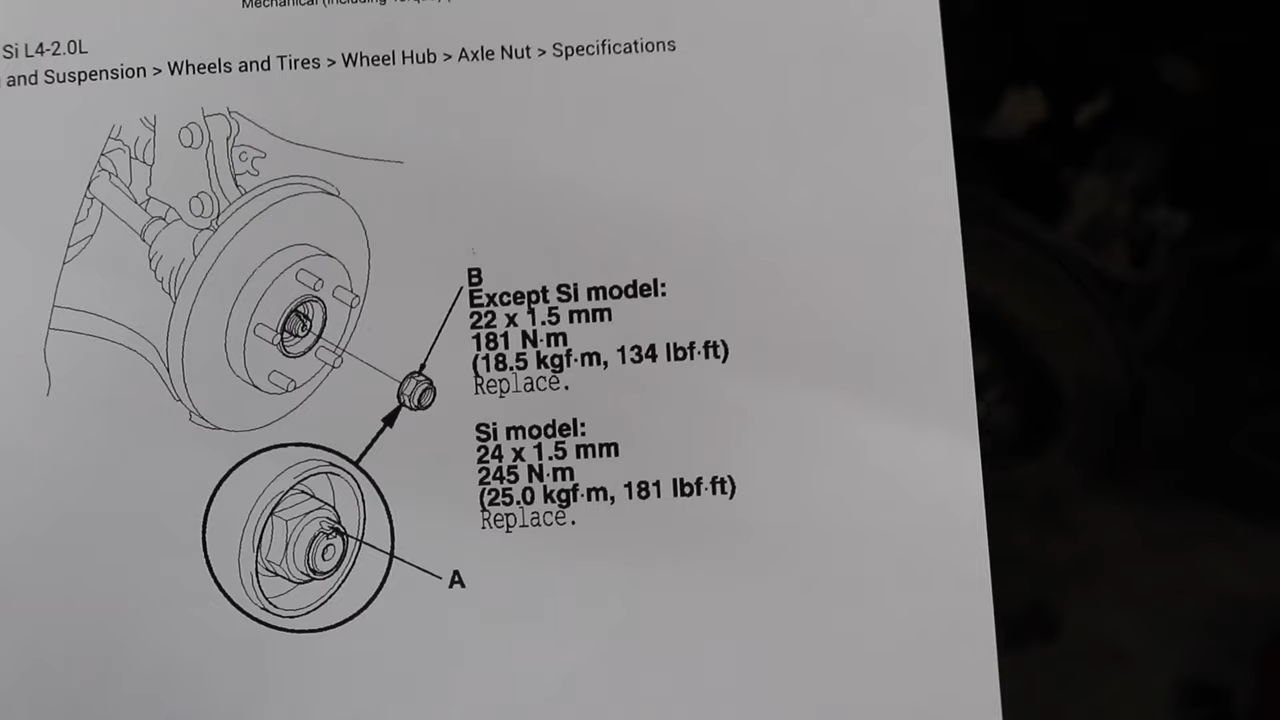 Mechanical (Including
Si L4-2.0L
and Suspension > Wheels and Tires > Wheel Hub > Axle Nut > Specifications
B
Except Si model:
22 x 1.5 mm
181 N·m
(18.5 kgf·m, 134 lbf·ft)
Replace.
Si model:
24 x 1.5 mm
245 N·m
(25.0 kgf·m, 181 lbf·ft)
Replace.
A